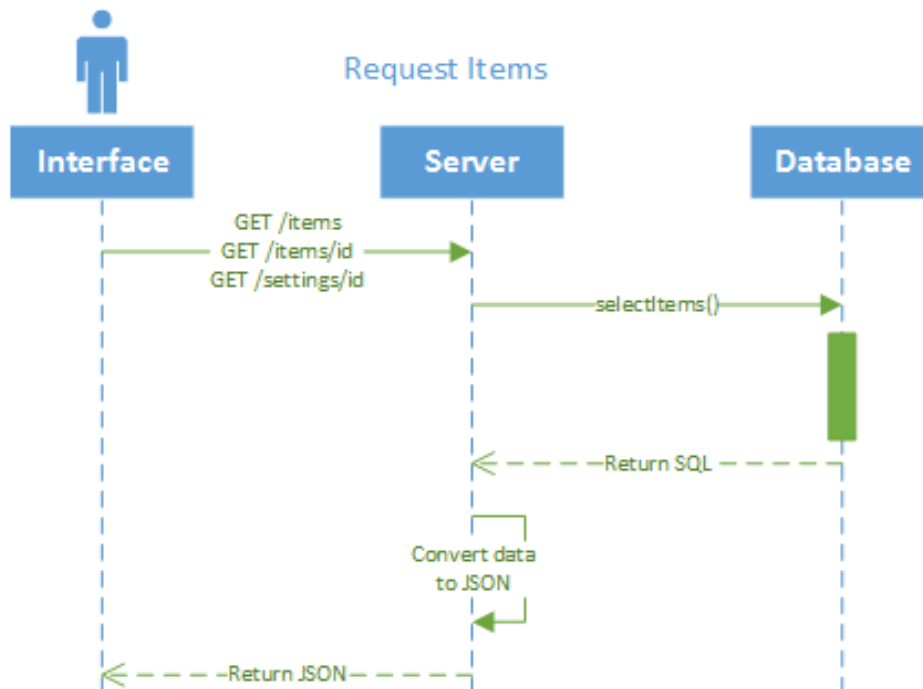 Request Items
Interface
Server
Database
GET /items
GET /items/id
GET /settings/id
selectItems()
Return SQL
Convert data
to JSON
Return JSON